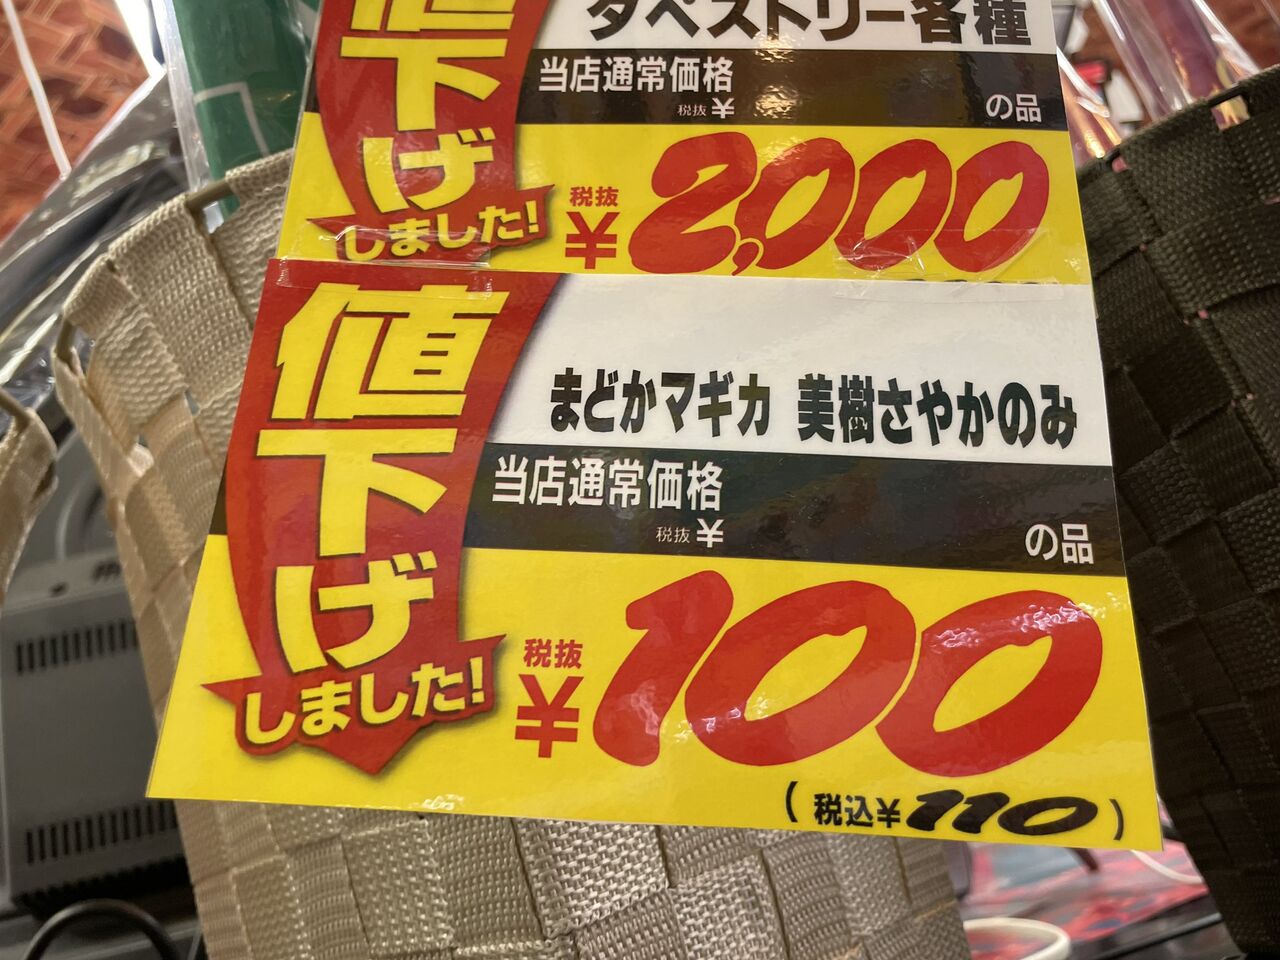 タペストリー各種
値下げしました!
当店通常価格
税抜¥ の品
税抜¥2,000
値下げしました!
まどかマギカ 美樹さやかのみ
当店通常価格
税抜¥ の品
税抜¥100
(税込¥110)